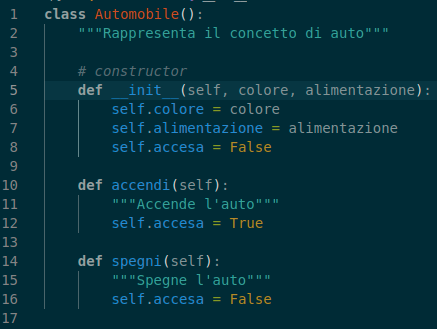 1 class Automobile():
2     """Rappresenta il concetto di auto"""
3
4     # constructor
5     def __init__(self, colore, alimentazione):
6         self.colore = colore
7         self.alimentazione = alimentazione
8         self.accesa = False
9
10     def accendi(self):
11         """Accende l'auto"""
12         self.accesa = True
13
14     def spegni(self):
15         """Spegne l'auto"""
16         self.accesa = False
17